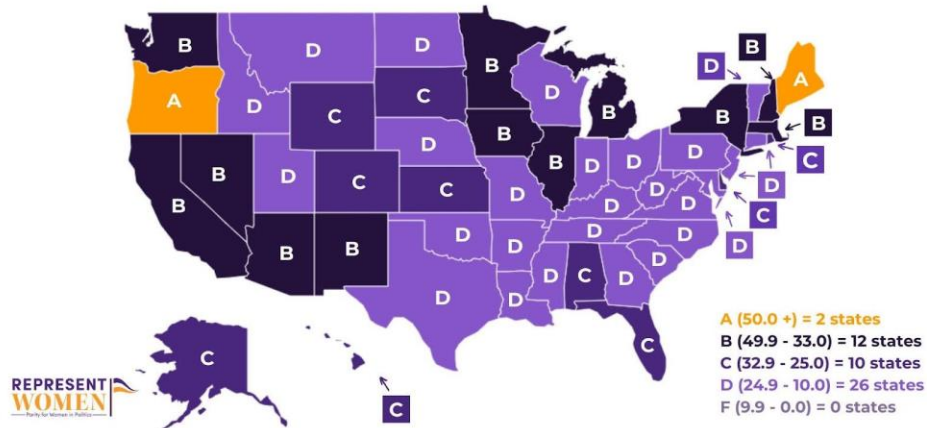 B
D
D
B
D
B
A
A
D
C
C
D
B
B
B
B
D
B
B
D
C
C
D
B
D
D
D
C
D
D
D
D
C
B
B
D
D
D
D
D
D
C
D
D
D
D
C
C
C
A (50.0 +) = 2 states
B (49.9 - 33.0) = 12 states
C (32.9 - 25.0) = 10 states
D (24.9 - 10.0) = 26 states
F (9.9 - 0.0) = 0 states
REPRESENT
WOMEN
Parity for Women in Politics